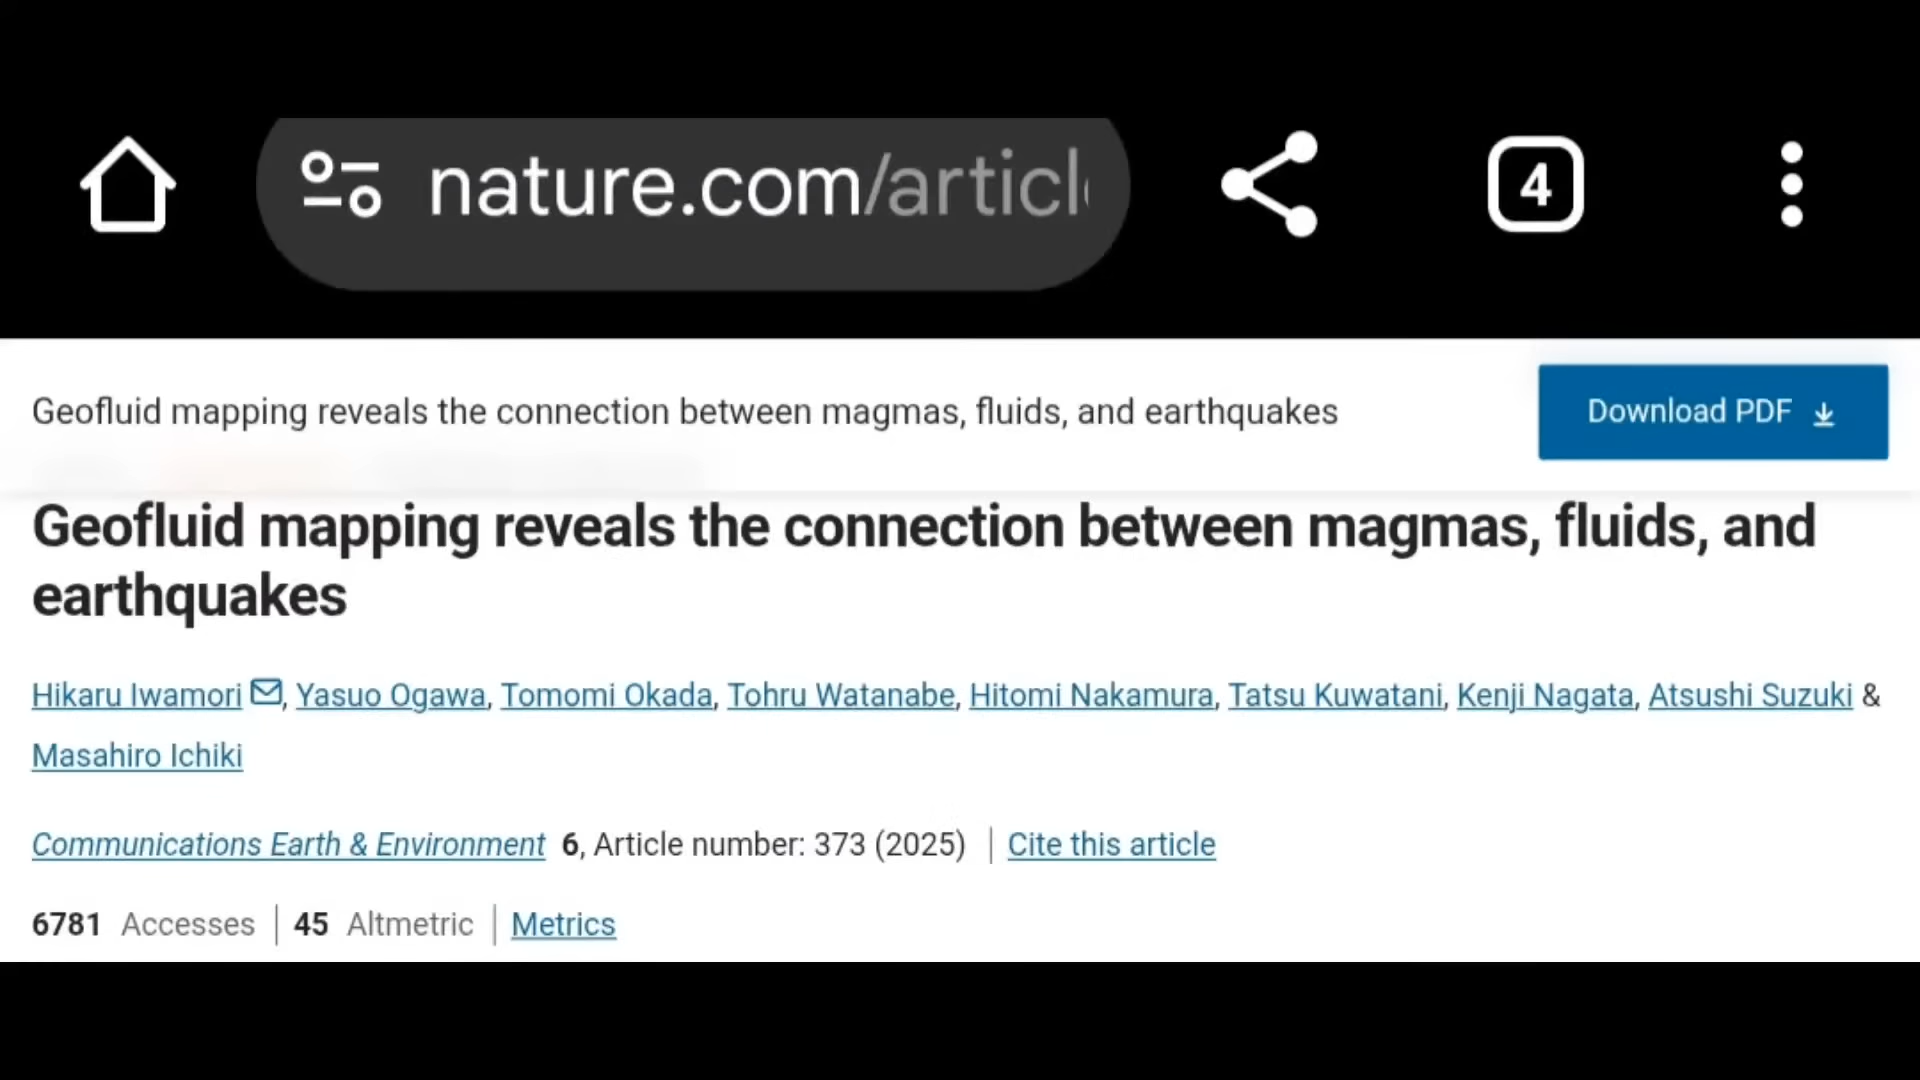 nature.com/articl
4
Geofluid mapping reveals the connection between magmas, fluids, and earthquakes
Download PDF
Geofluid mapping reveals the connection between magmas, fluids, and
earthquakes
Hikaru Iwamori, Yasuo Ogawa, Tomomi Okada, Tohru Watanabe, Hitomi Nakamura, Tatsu Kuwatani, Kenji Nagata, Atsushi Suzuki &
Masahiro Ichiki
Communications Earth & Environment 6, Article number: 373 (2025) | Cite this article
6781 Accesses | 45 Altmetric | Metrics